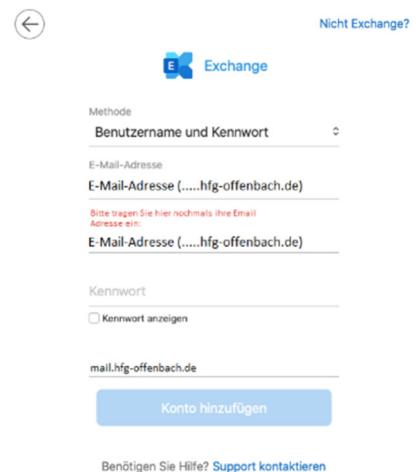 Nicht Exchange?
E Exchange
Methode
Benutzername und Kennwort
E-Mail-Adresse
E-Mail-Adresse (.....hfg-offenbach.de)
Bitte tragen Sie hier nochmals ihre Email
Adresse ein:
E-Mail-Adresse (.....hfg-offenbach.de)
Kennwort
Kennwort anzeigen
mail.hfg-offenbach.de
Konto hinzufügen
Benötigen Sie Hilfe? Support kontaktieren